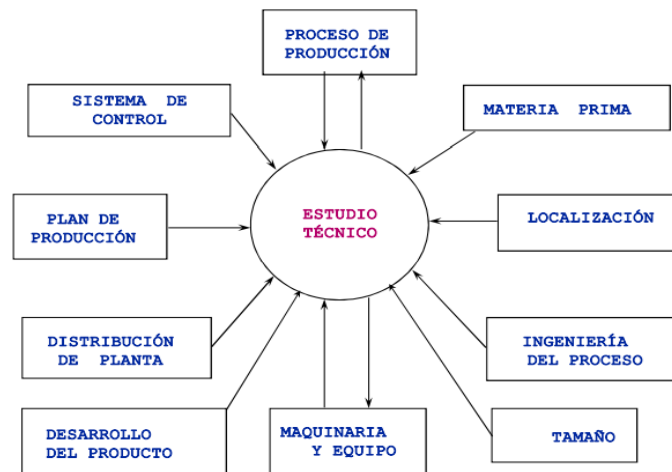 PROCESO DE
PRODUCCIÓN
SISTEMA DE
CONTROL
MATERIA PRIMA
ESTUDIO
TÉCNICO
PLAN DE
PRODUCCIÓN
LOCALIZACIÓN
DISTRIBUCIÓN
DE PLANTA
INGENIERÍA
DEL PROCESO
DESARROLLO
DEL PRODUCTO
MAQUINARIA
Y EQUIPO
TAMAÑO